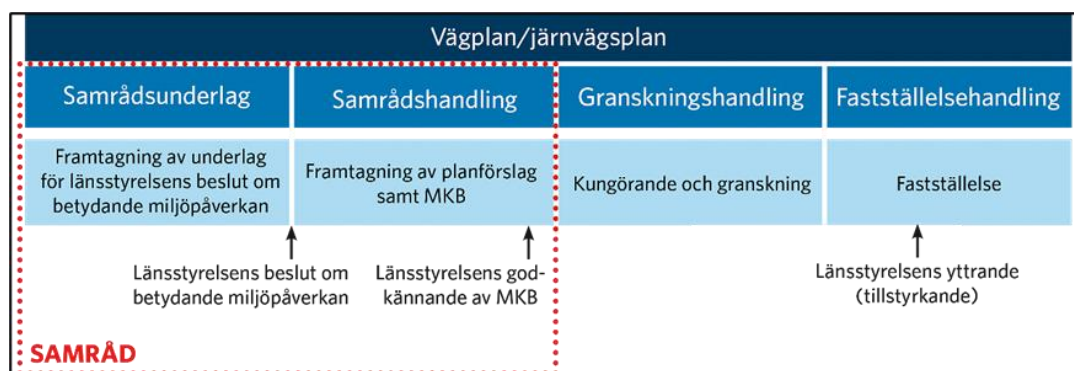 Vägplan/järnvägsplan
Samrådsunderlag
Samrådshandling
Granskningshandling
Fastställelsehandling
Framtagning av underlag
för länsstyrelsens beslut om
betydande miljöpåverkan
Framtagning av planförslag
samt MKB
Kungörande och granskning
Fastställelse
Länsstyrelsens beslut om
betydande miljöpåverkan
Länsstyrelsens god-
kännande av MKB
Länsstyrelsens yttrande
(tillstyrkande)
SAMRÅD